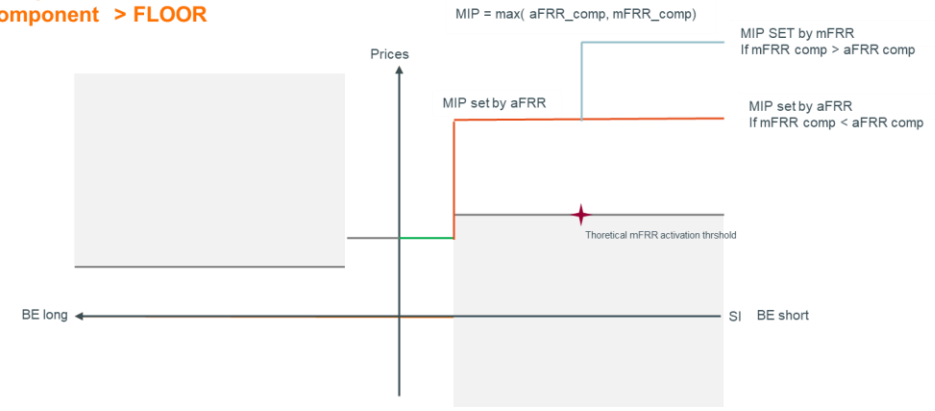 omponent > FLOOR
MIP = max( aFRR_comp, mFRR_comp)
MIP SET by mFRR
If mFRR comp > aFRR comp
Prices
MIP set by aFRR
MIP set by aFRR
If mFRR comp < aFRR comp
Thoretical mFRR activation thrshold
BE long
SI BE short